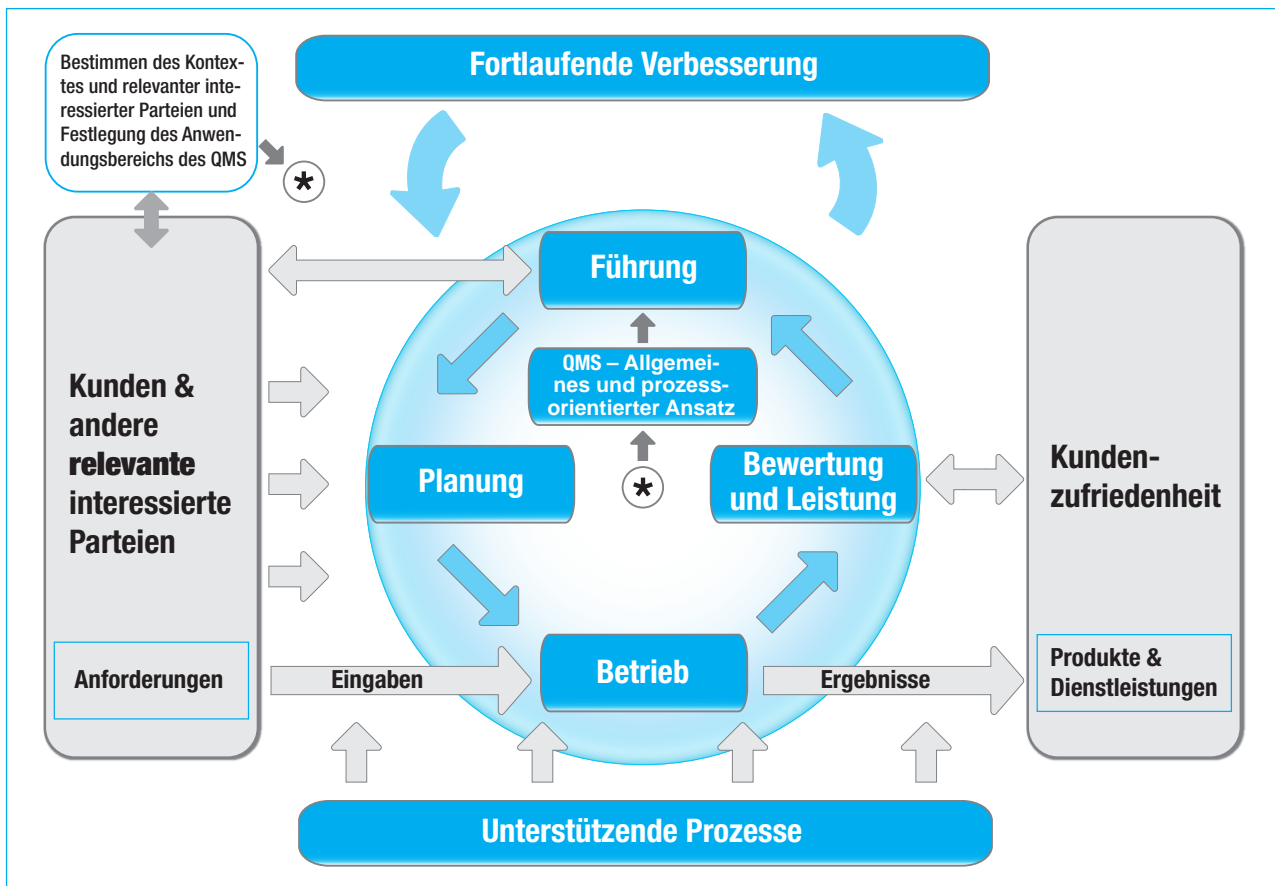 Bestimmen des Kontex-
tes und relevanter inte-
ressierter Parteien und
Festlegung des Anwen-
dungsbereichs des QMS
*
Fortlaufende Verbesserung
Kunden &
andere
relevante
interessierte
Parteien
Anforderungen
Führung
QMS – Allgemei-
nes und prozess-
orientierter Ansatz
*
Planung
Bewertung
und Leistung
Eingaben
Betrieb
Ergebnisse
Kunden-
zufriedenheit
Produkte &
Dienstleistungen
Unterstützende Prozesse